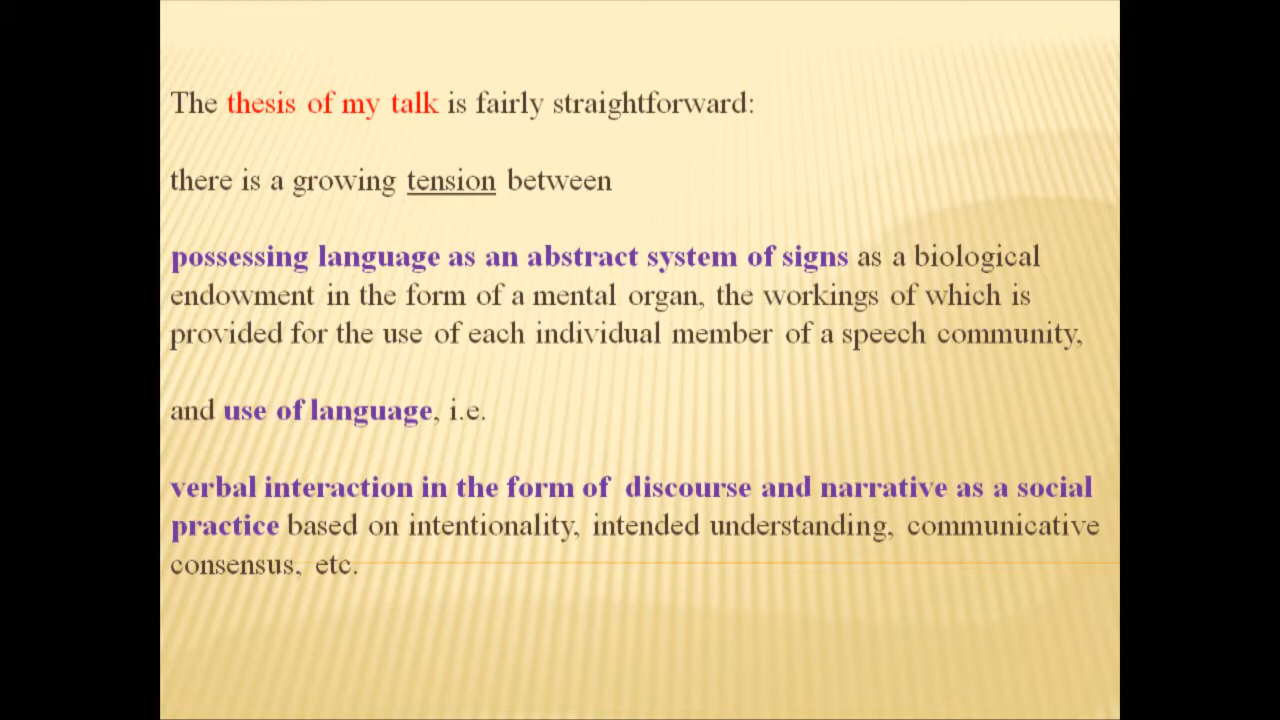 The thesis of my talk is fairly straightforward:
there is a growing tension between
possessing language as an abstract system of signs as a biological
endowment in the form of a mental organ, the workings of which is
provided for the use of each individual member of a speech community,
and use of language, i.e.
verbal interaction in the form of discourse and narrative as a social
practice based on intentionality, intended understanding, communicative
consensus, etc.